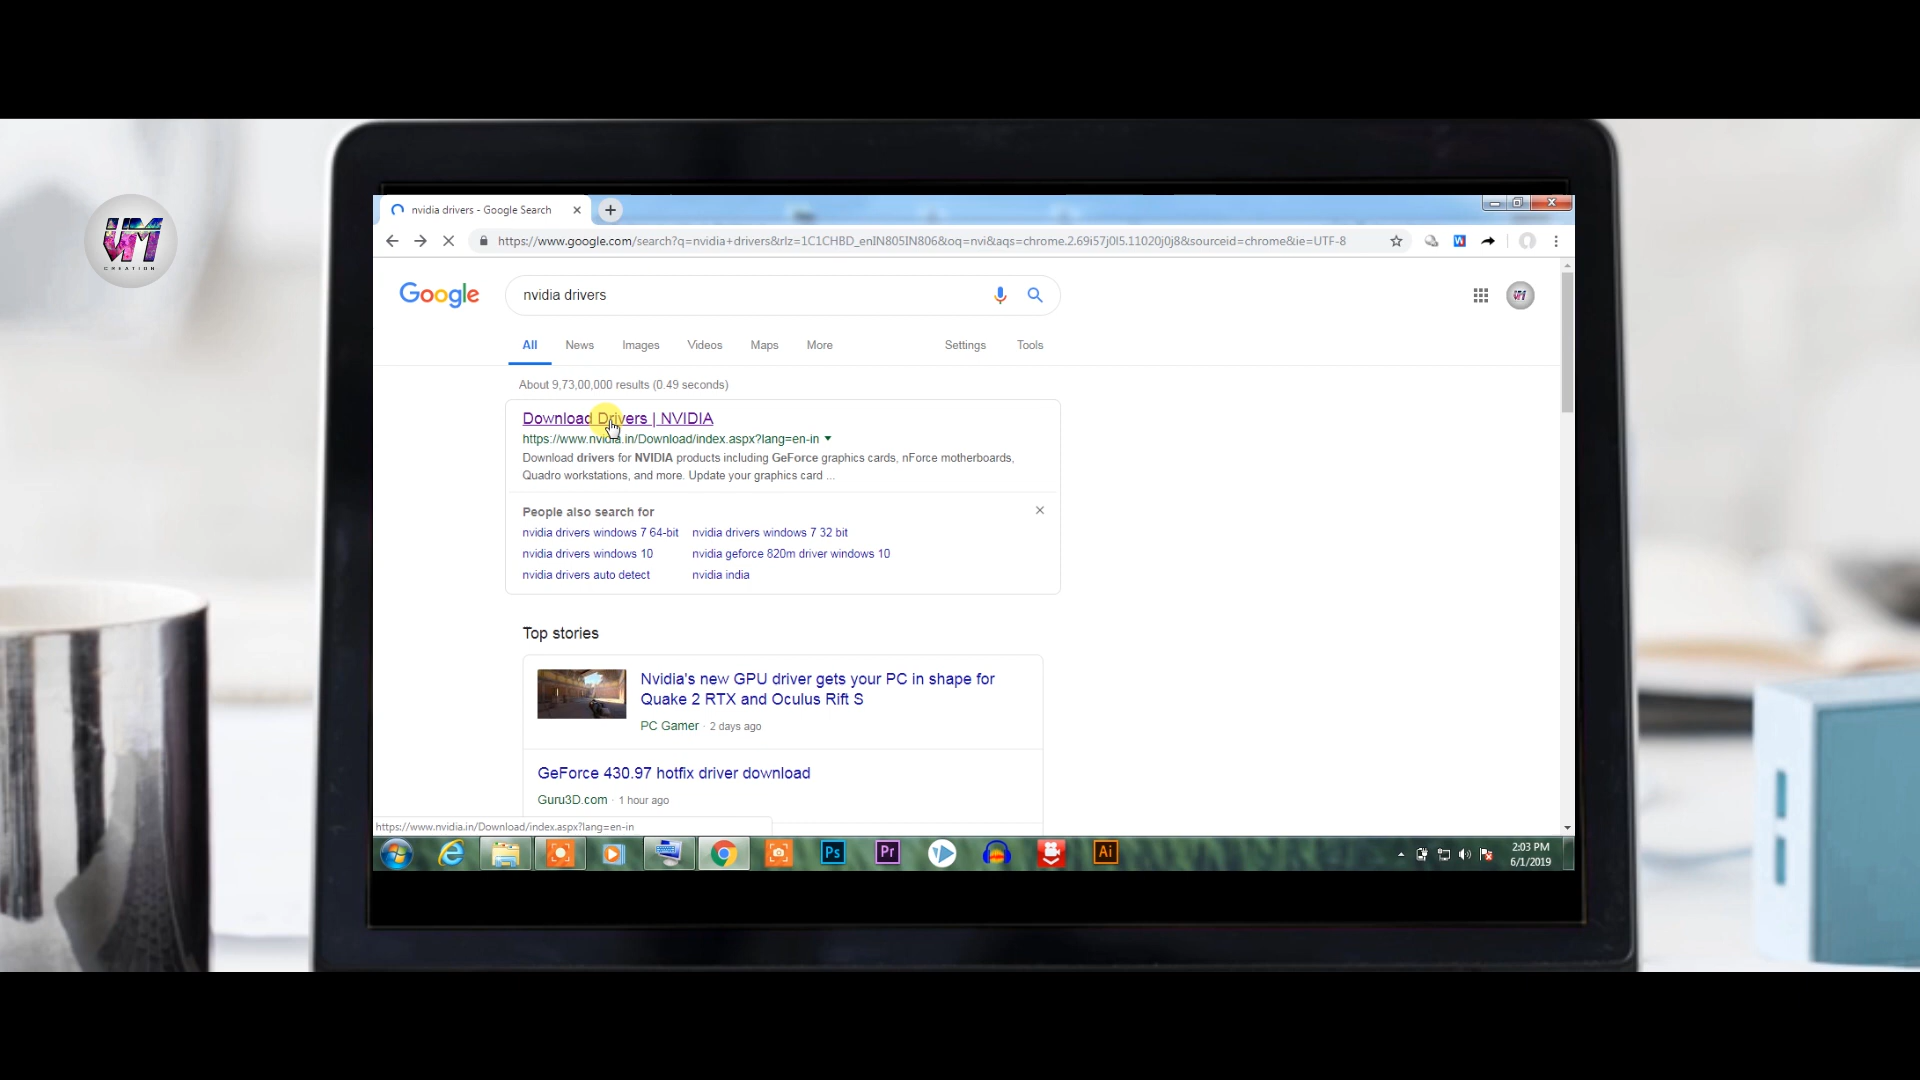 nvidia drivers - Google Search
https://www.google.com/search?q=nvidia+drivers&rlz=1C1CHBD_enIN805IN806&oq=nvi&aqs=chrome.2.69i57j0l5.11020j0j8&sourceid=chrome&ie=UTF-8
VM
CREATION
Google
nvidia drivers
All News Images Videos Maps More Settings Tools
About 9,73,00,000 results (0.49 seconds)
Download Drivers | NVIDIA
https://www.nvidia.in/Download/index.aspx?lang=en-in
Download drivers for NVIDIA products including GeForce graphics cards, nForce motherboards,
Quadro workstations, and more. Update your graphics card ...
People also search for
nvidia drivers windows 7 64-bit nvidia drivers windows 7 32 bit
nvidia drivers windows 10 nvidia geforce 820m driver windows 10
nvidia drivers auto detect nvidia india
Top stories
Nvidia's new GPU driver gets your PC in shape for
Quake 2 RTX and Oculus Rift S
PC Gamer · 2 days ago
GeForce 430.97 hotfix driver download
Guru3D.com · 1 hour ago
https://www.nvidia.in/Download/index.aspx?lang=en-in
Ps Pr Ai
2:03 PM
6/1/2019